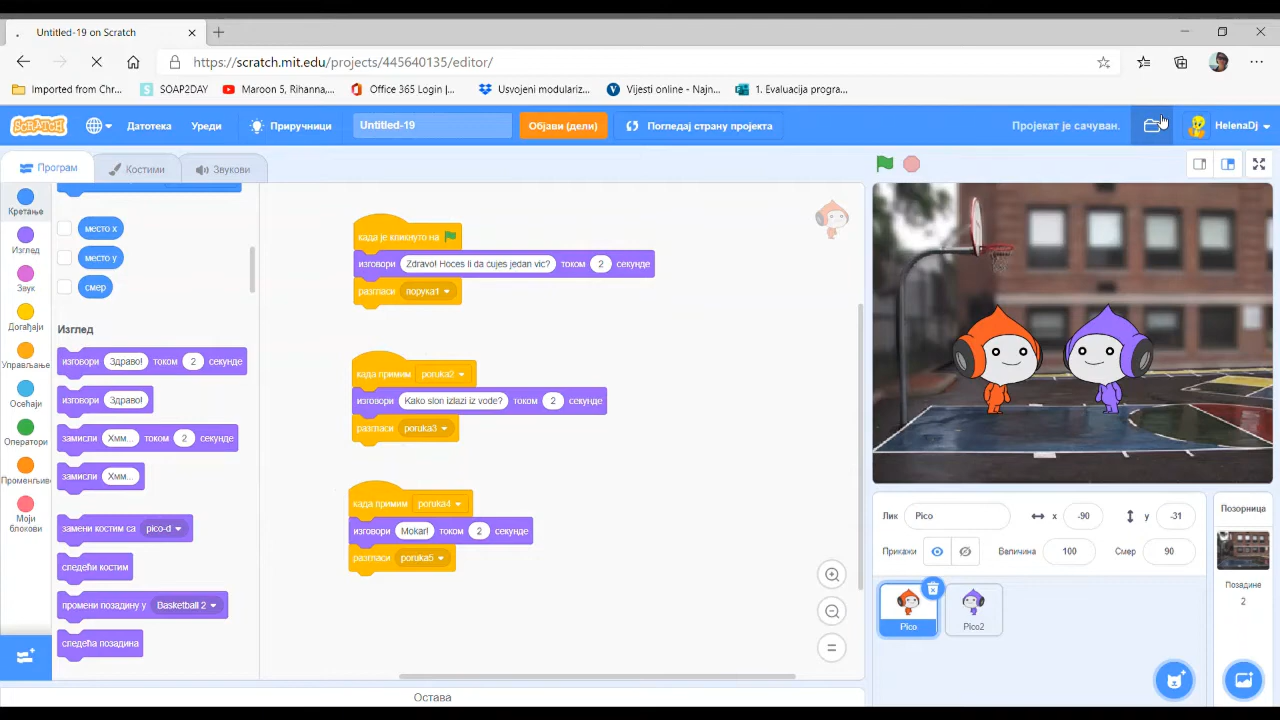 Untitled-19 on Scratch
https://scratch.mit.edu/projects/445640135/editor/
Imported from Chr...
SOAP2DAY
Maroon 5, Rihanna,...
Office 365 Login |...
Usvojeni modulariz...
Vijesti online - Najn...
1. Evaluacija progra...
SCRATCH
Датотека
Уреди
Приручници
Untitled-19
Објави (дели)
Погледај страну пројекта
Пројекат је сачуван.
HelenaDj
Програм
Костими
Звукови
Кретање
Изглед
Звук
Догађаји
Управљање
Осећаји
Оператори
Променљиве
Моји блокови
место x
место y
смер
Изглед
изговори Здраво! током 2 секунде
изговори Здраво!
замисли Хмм... током 2 секунде
замисли Хмм...
замени костим са pico-d
следећи костим
промени позадину у Basketball 2
следећа позадина
када је кликнуто на
изговори Zdravo! Hoces li da cujes jedan vic? током 2 секунде
разгласи порука1
када примим poruka2
изговори Kako slon izlazi iz vode? током 2 секунде
разгласи poruka3
када примим poruka4
изговори Mokar! током 2 секунде
разгласи poruka5
Лик Pico x -90 y -31
Прикажи Величина 100 Смер 90
Pico
Pico2
Позорница
Позадине
2
Остава